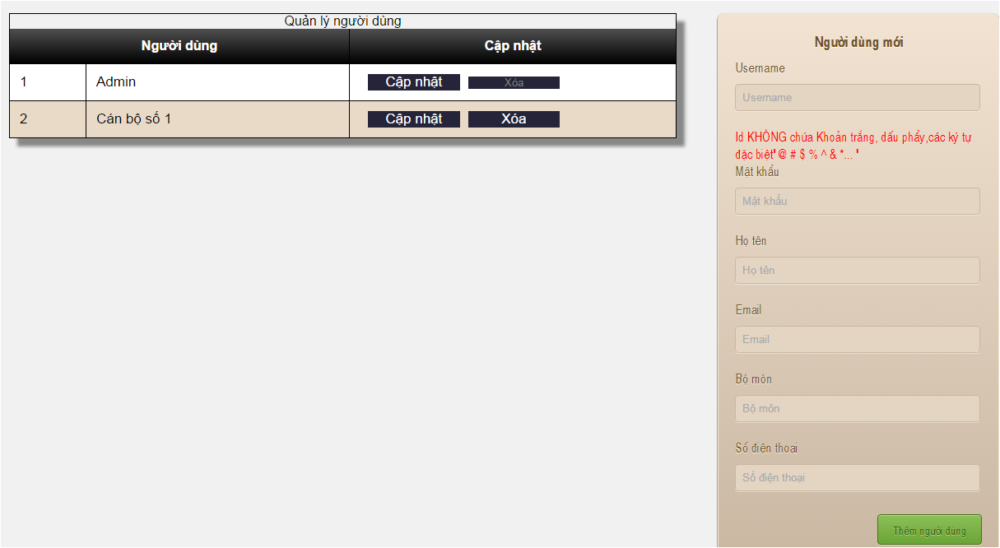 Quản lý người dùng
Người dùng Cập nhật
1 Admin Cập nhật Xóa
2 Cán bộ số 1 Cập nhật Xóa
Người dùng mới
Username
Username
Id KHÔNG chứa Khoản trắng, dấu phẩy,các ký tự
đặc biệt' @ # $ % ^ & *... '
Mật khẩu
Mật khẩu
Họ tên
Họ tên
Email
Email
Bộ môn
Bộ môn
Số điện thoại
Số điện thoại
Thêm người dùng